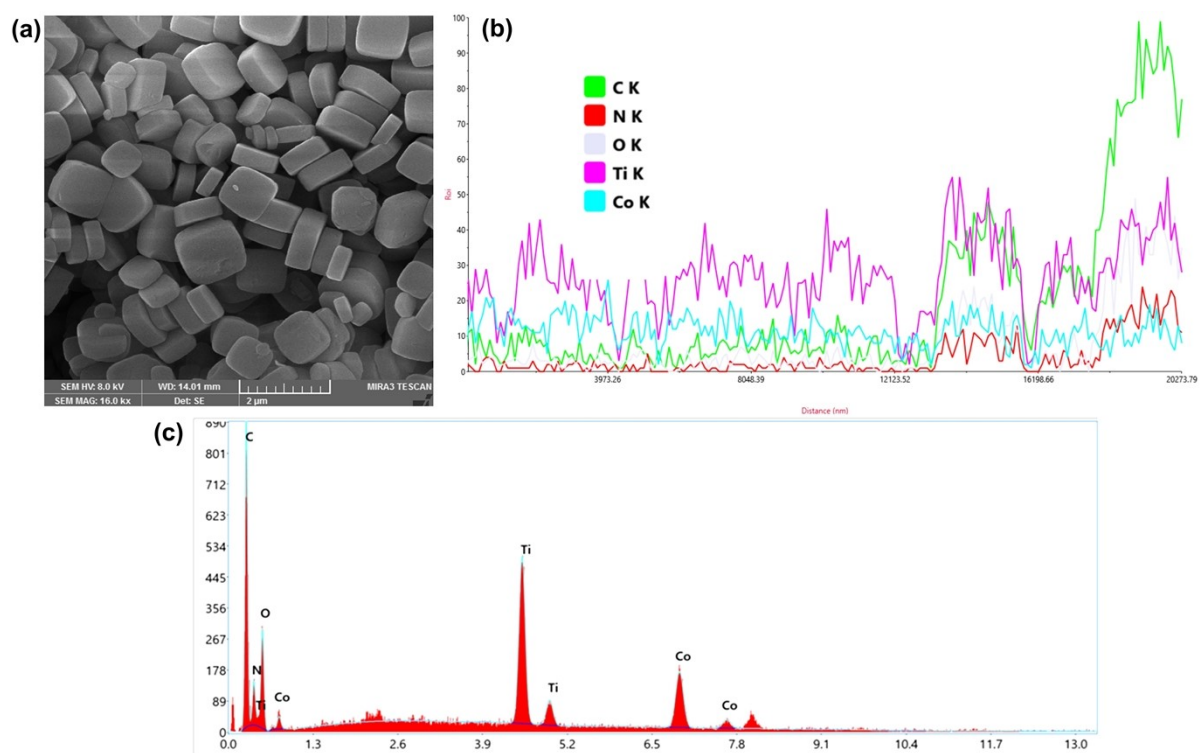 (a)
SEM HV: 8.0 kV
WD: 14.01 mm
MIRA3 TESCAN
SEM MAG: 16.0 kx
Det: SE
2 µm
(b)
100
90
80
70
60
50
40
30
20
10
0
Roi
C K
N K
O K
Ti K
Co K
3973.26
8048.39
12123.52
16198.66
20273.79
Distance (nm)
(c)
890
801
712
623
534
445
356
267
178
89
0
C
O
N
Ti
Co
Ti
Ti
Co
Co
0.0
1.3
2.6
3.9
5.2
6.5
7.8
9.1
10.4
11.7
13.0